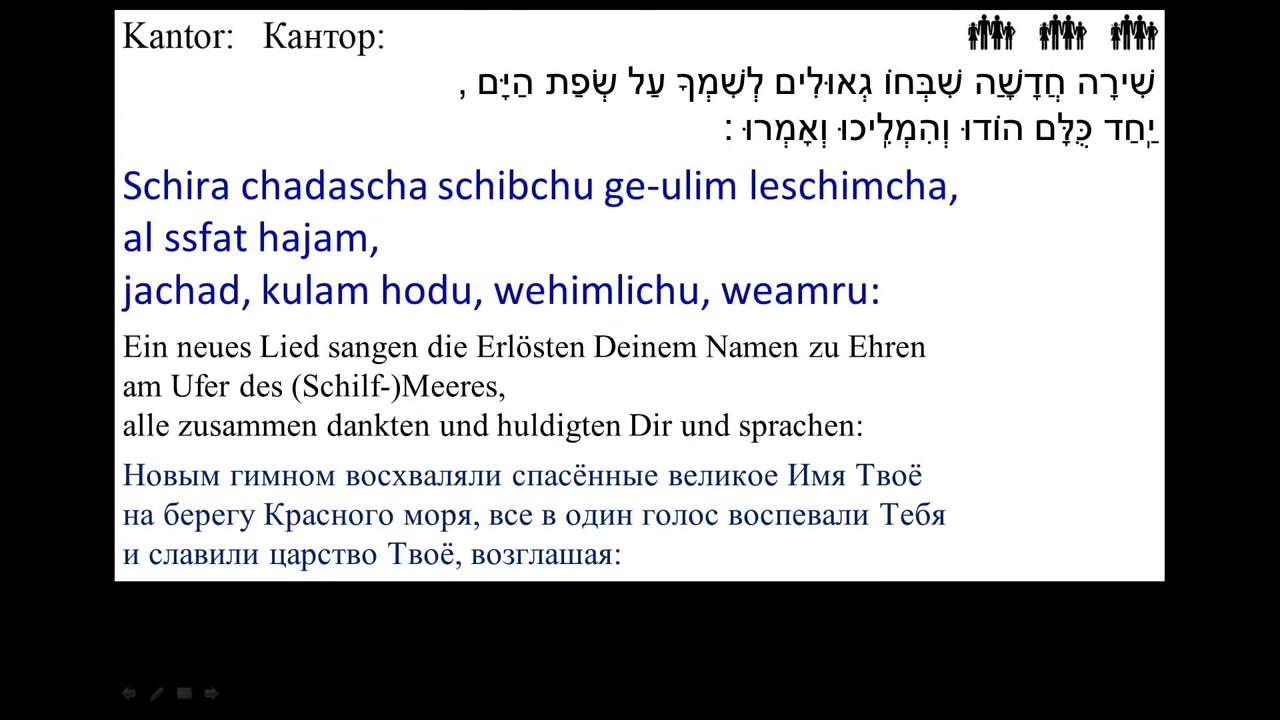 Kantor: Кантор:
שִׁירָה חֲדָשָׁה שִׁבְּחוּ גְאוּלִים לְשִׁמְךָ עַל שְׂפַת הַיָּם ,
יַחַד כֻּלָּם הוֹדוּ וְהִמְלִיכוּ וְאָמְרוּ :
Schira chadascha schibchu ge-ulim leschimcha,
al ssfat hajam,
jachad, kulam hodu, wehimlichu, weamru:
Ein neues Lied sangen die Erlösten Deinem Namen zu Ehren
am Ufer des (Schilf-)Meeres,
alle zusammen dankten und huldigten Dir und sprachen:
Новым гимном восхваляли спасённые великое Имя Твоё
на берегу Красного моря, все в один голос воспевали Тебя
и славили царство Твоё, возглашая: